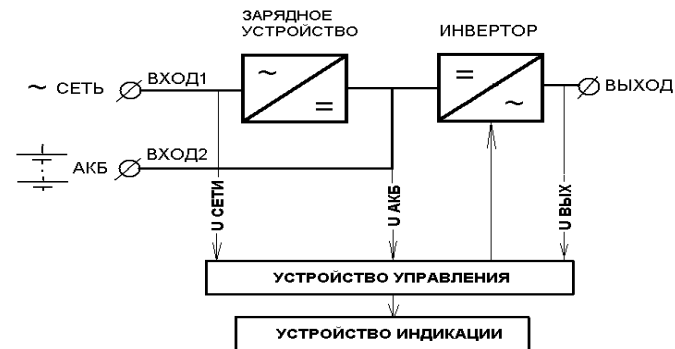 ЗАРЯДНОЕ
УСТРОЙСТВО
ИНВЕРТОР
~ СЕТЬ
ВХОД1
~
=
=
~
ВЫХОД
АКБ
ВХОД2
U СЕТИ
U АКБ
U ВЫХ
УСТРОЙСТВО УПРАВЛЕНИЯ
УСТРОЙСТВО ИНДИКАЦИИ